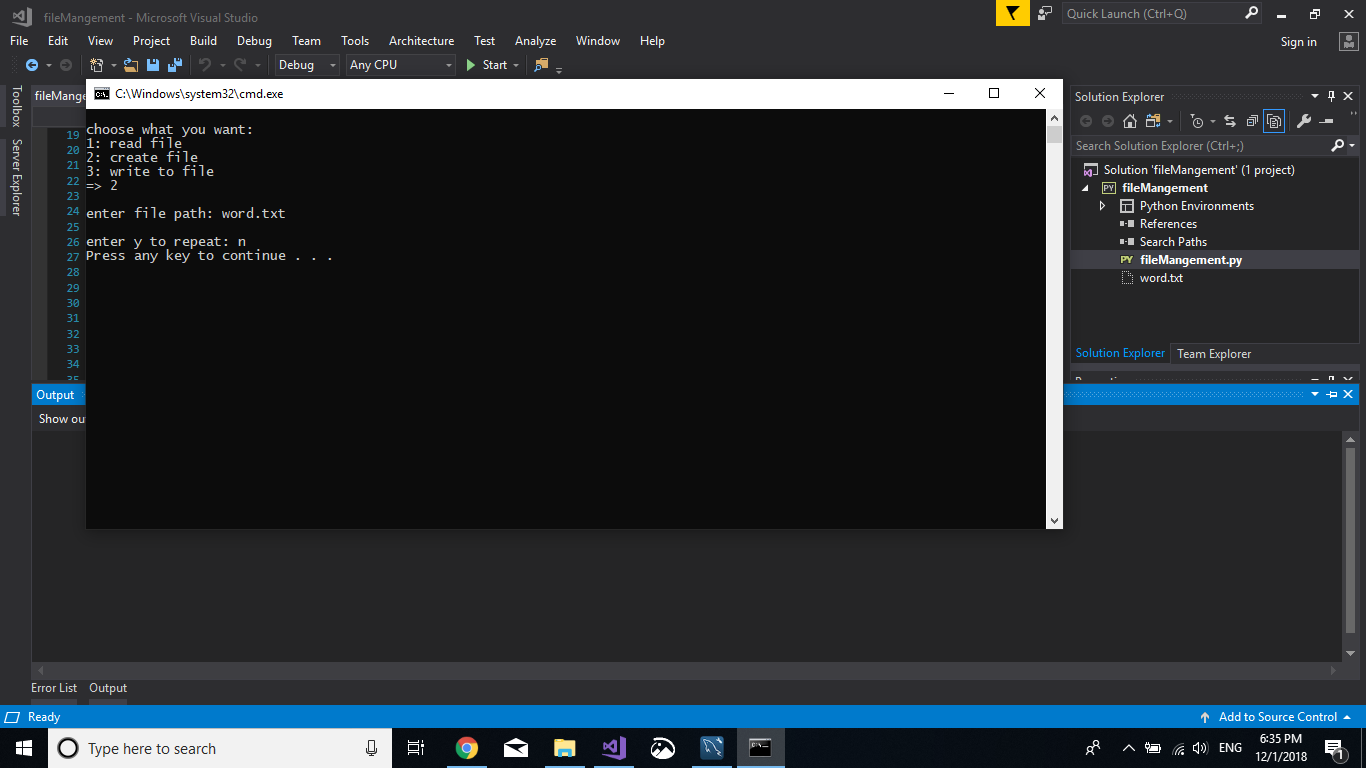 fileMangement - Microsoft Visual Studio
Quick Launch (Ctrl+Q)
File Edit View Project Build Debug Team Tools Architecture Test Analyze Window Help
Sign in
Debug Any CPU Start
Toolbox
Server Explorer
fileMange
C:\Windows\system32\cmd.exe
choose what you want:
1: read file
2: create file
3: write to file
=> 2
enter file path: word.txt
enter y to repeat: n
Press any key to continue . . .
19
20
21
22
23
24
25
26
27
28
29
30
31
32
33
34
35
Solution Explorer
Search Solution Explorer (Ctrl+;)
Solution 'fileMangement' (1 project)
PY fileMangement
Python Environments
References
Search Paths
PY fileMangement.py
word.txt
Solution Explorer Team Explorer
Output
Show ou
Error List Output
Ready
Add to Source Control
Type here to search
ENG
6:35 PM
12/1/2018
1